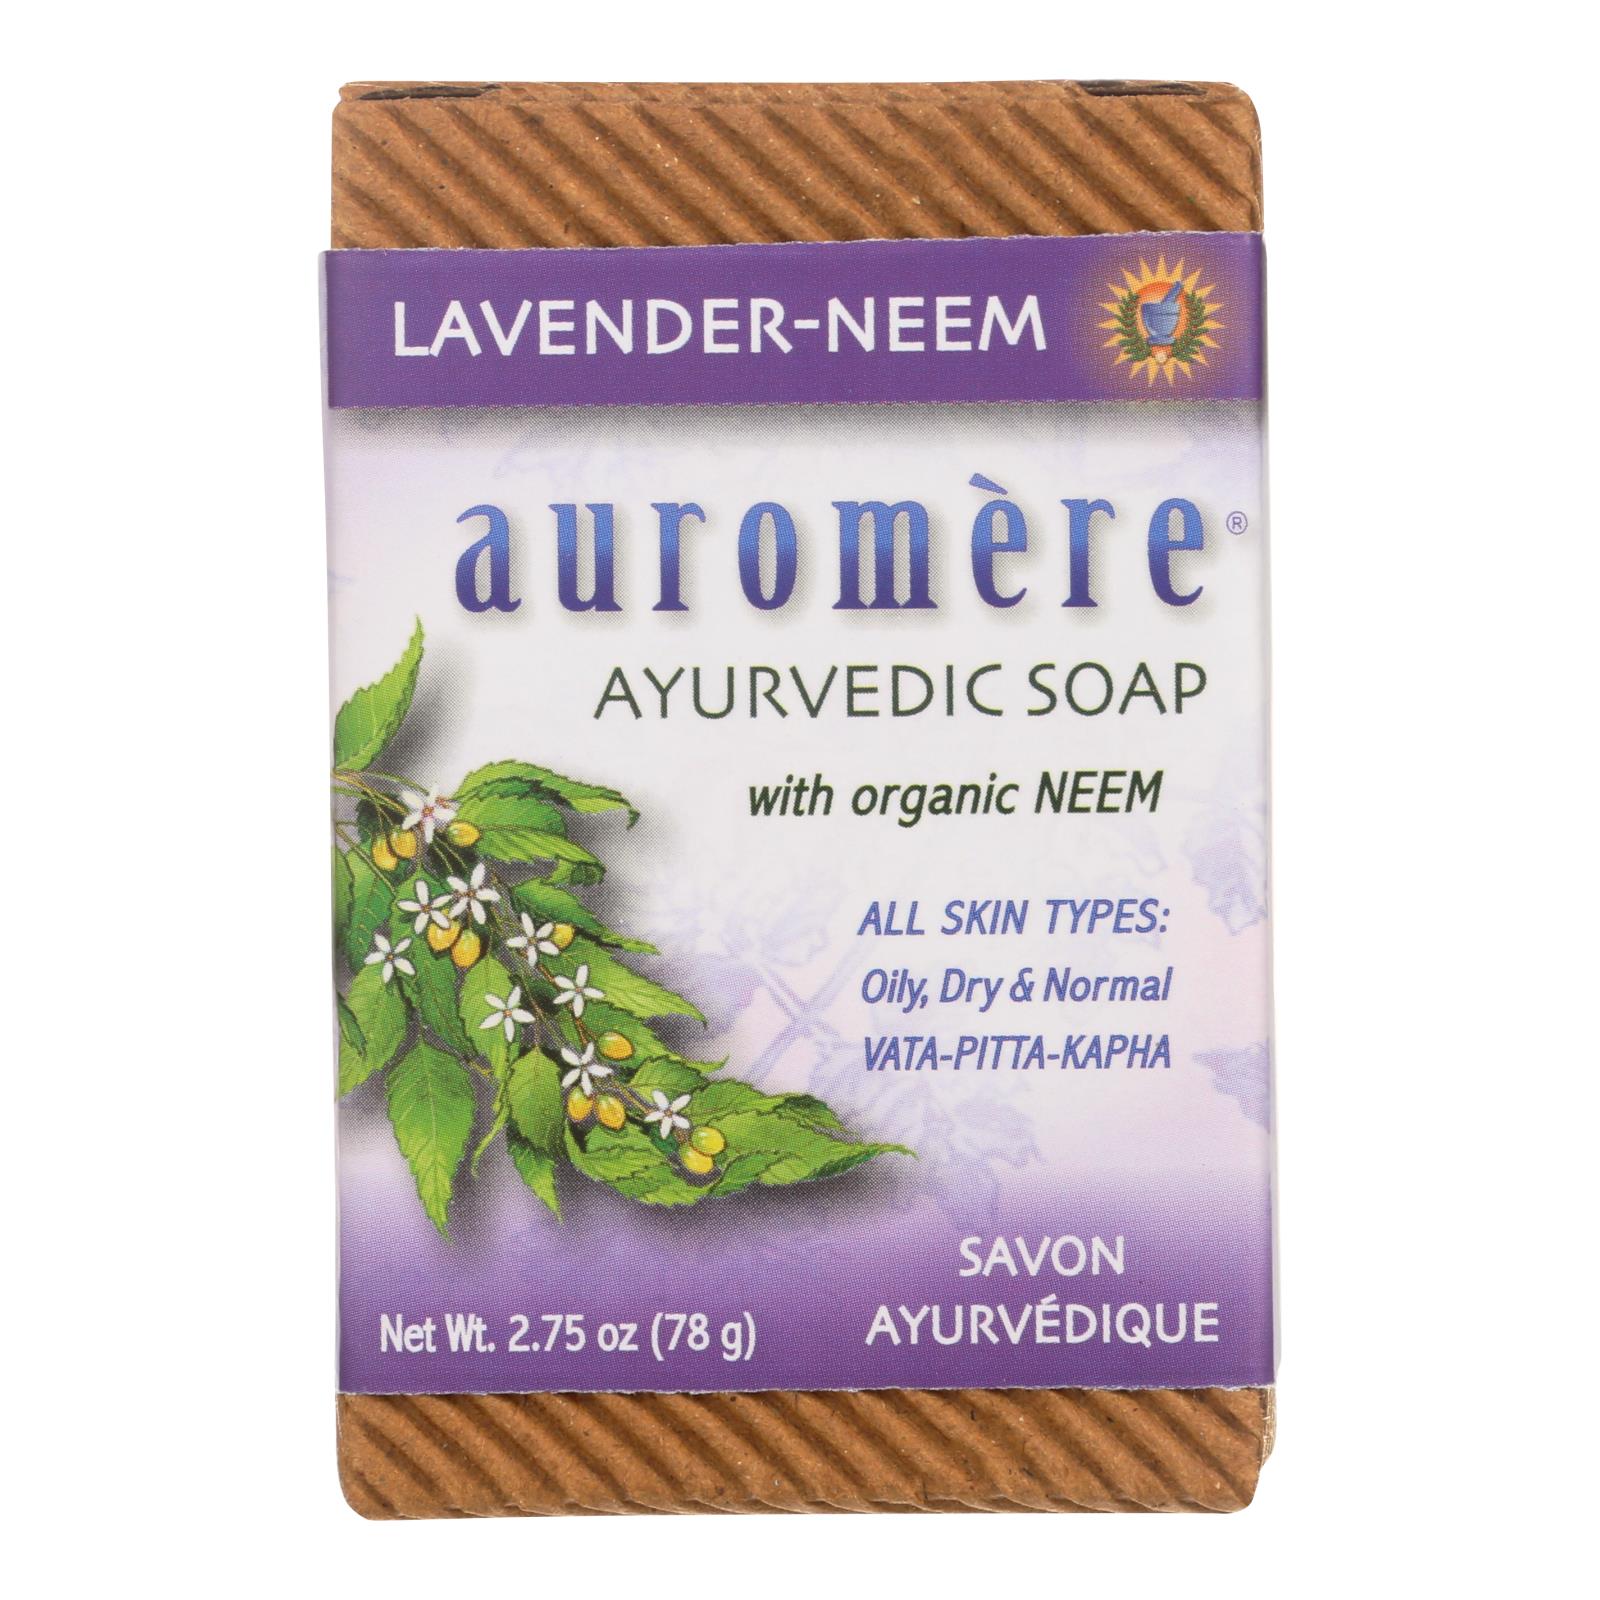 LAVENDER-NEEM
auromère®
AYURVEDIC SOAP
with organic NEEM
ALL SKIN TYPES:
Oily, Dry & Normal
VATA-PITTA-KAPHA
SAVON
AYURVÉDIQUE
Net Wt. 2.75 oz (78 g)